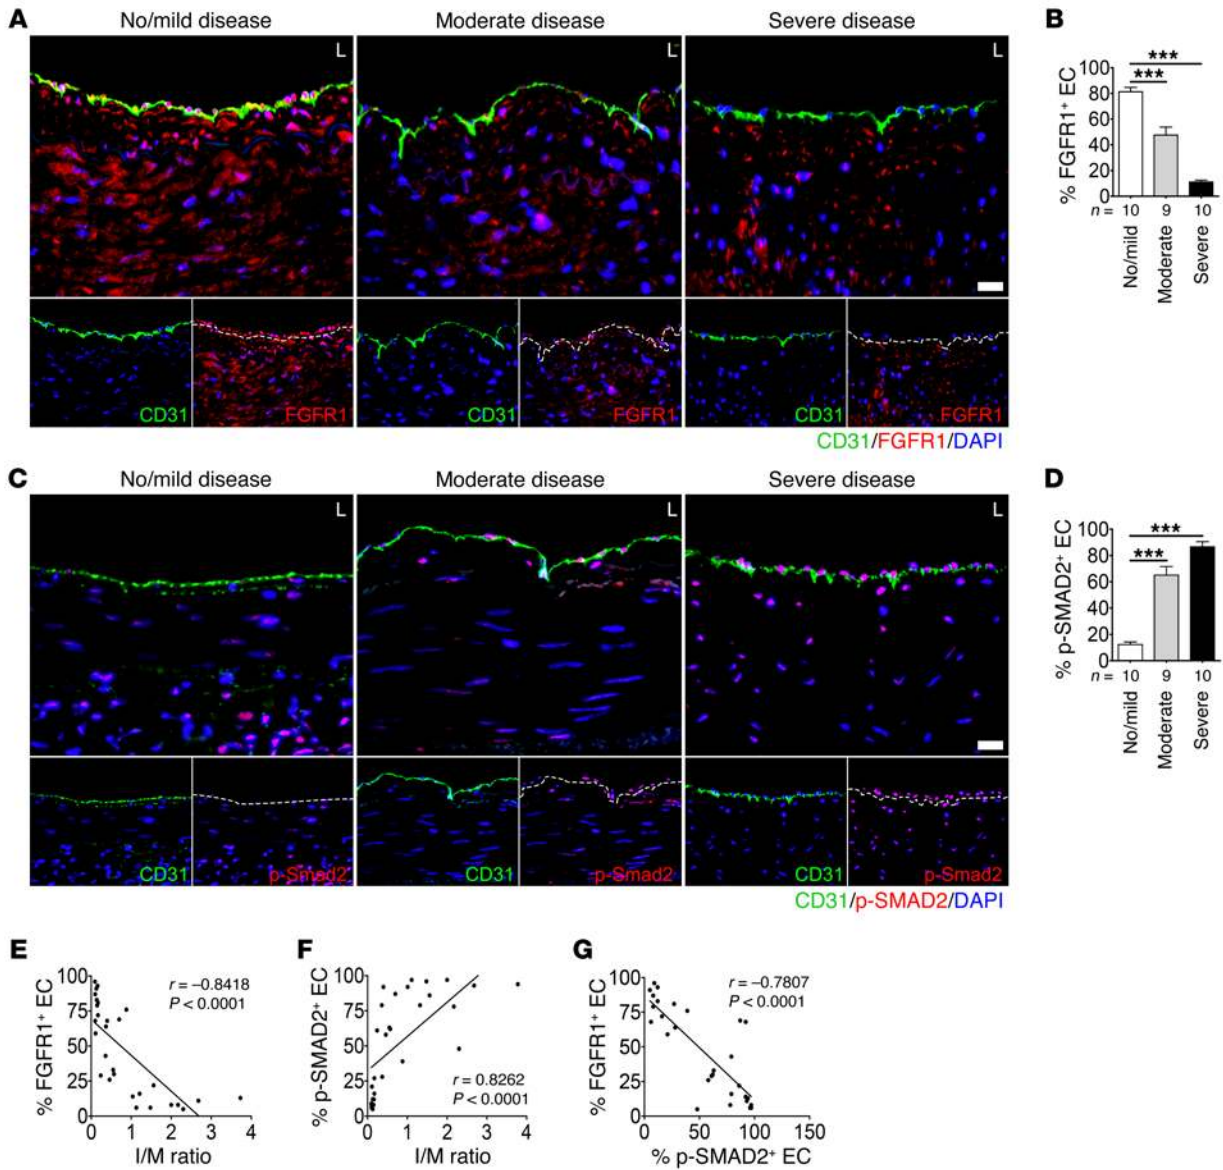 A
No/mild disease
Moderate disease
Severe disease
L
L
L
CD31
FGFR1
CD31
FGFR1
CD31
FGFR1
CD31/FGFR1/DAPI
B
% FGFR1+ EC
100
80
60
40
20
0
***
***
n = 10 9 10
No/mild
Moderate
Severe
C
No/mild disease
Moderate disease
Severe disease
L
L
L
CD31
p-Smad2
CD31
p-Smad2
CD31
p-Smad2
CD31/p-SMAD2/DAPI
D
% p-SMAD2+ EC
100
80
60
40
20
0
***
***
n = 10 9 10
No/mild
Moderate
Severe
E
% FGFR1+ EC
100
75
50
25
0
r = –0.8418
P < 0.0001
0 1 2 3 4
I/M ratio
F
% p-SMAD2+ EC
100
75
50
25
0
r = 0.8262
P < 0.0001
0 1 2 3 4
I/M ratio
G
% FGFR1+ EC
100
75
50
25
0
r = –0.7807
P < 0.0001
0 50 100 150
% p-SMAD2+ EC